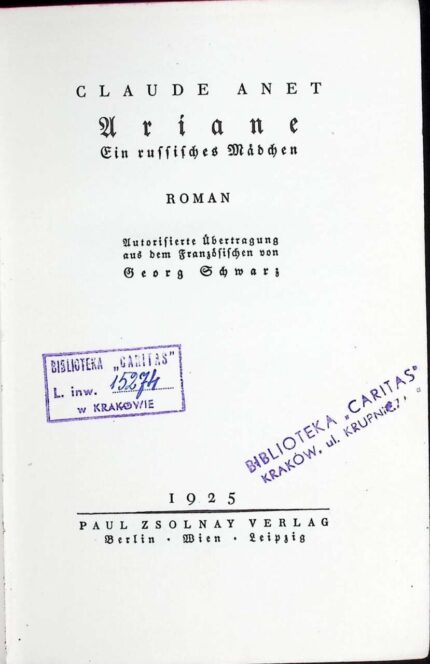 CLAUDE ANET
Ariane
Ein russisches Mädchen
ROMAN
Autorisierte Übertragung
aus dem Französischen von
Georg Schwarz
BIBLIOTEKA „CARITAS”
L. inw. 15274
w KRAKOWIE
BIBLIOTEKA „CARITAS”
KRAKÓW, ul. KRUPNI
1925
PAUL ZSOLNAY VERLAG
Berlin · Wien · Leipzig